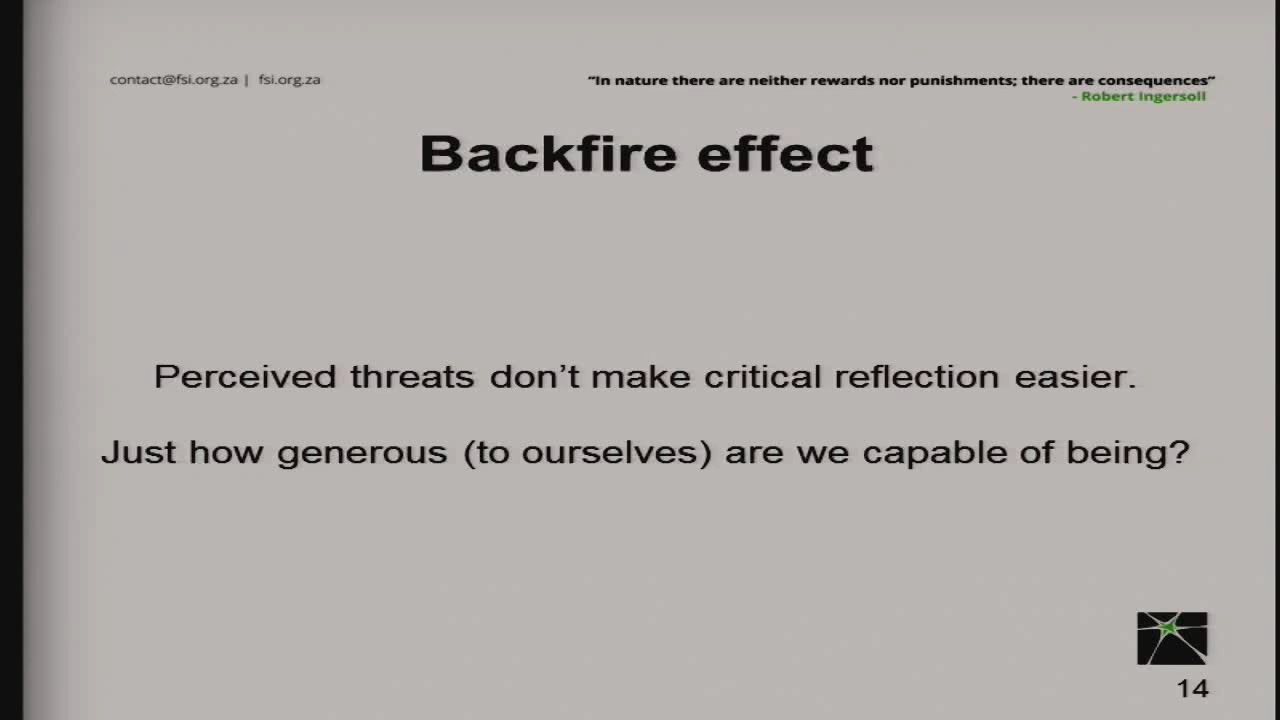 contact@fsi.org.za | fsi.org.za
“In nature there are neither rewards nor punishments; there are consequences”
- Robert Ingersoll
Backfire effect
Perceived threats don’t make critical reflection easier.
Just how generous (to ourselves) are we capable of being?
14